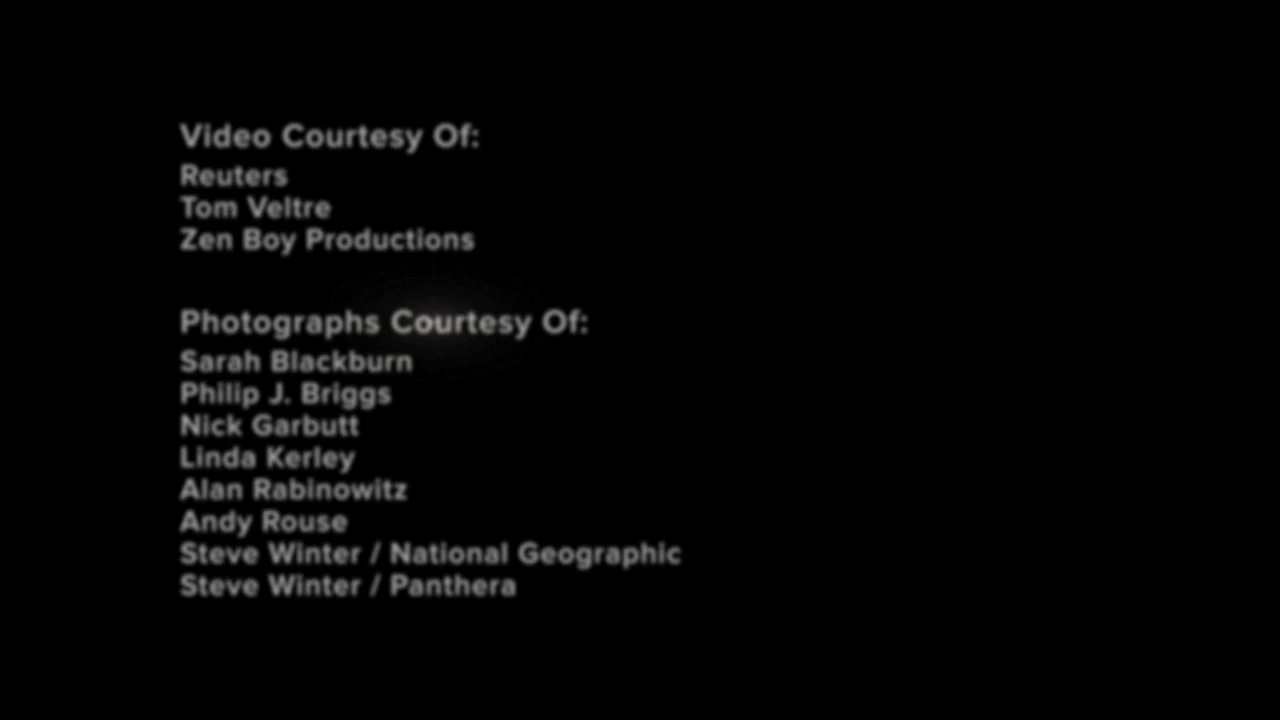 Video Courtesy Of:
Reuters
Tom Veltre
Zen Boy Productions
Photographs Courtesy Of:
Sarah Blackburn
Philip J. Briggs
Nick Garbutt
Linda Kerley
Alan Rabinowitz
Andy Rouse
Steve Winter / National Geographic
Steve Winter / Panthera